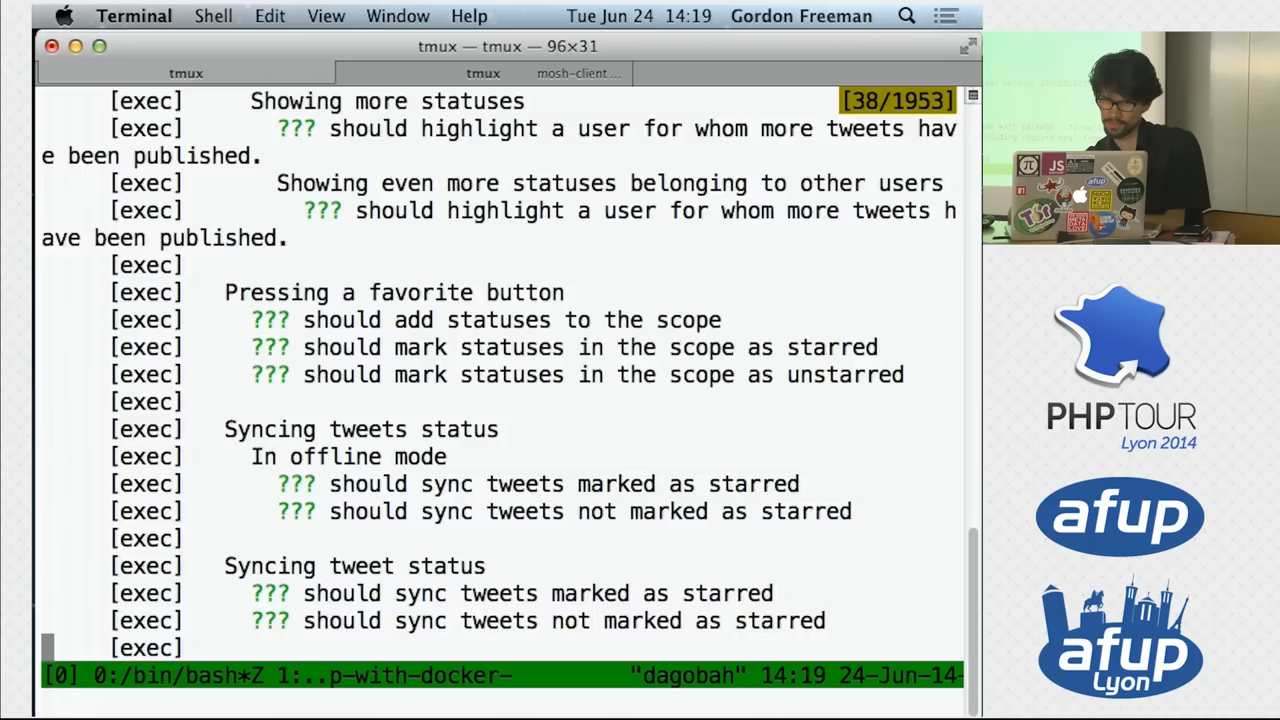 Terminal Shell Edit View Window Help Tue Jun 24 14:19 Gordon Freeman
tmux — tmux — 96×31
tmux
tmux mosh-client ...
[exec] Showing more statuses [38/1953]
[exec] ??? should highlight a user for whom more tweets hav
e been published.
[exec] Showing even more statuses belonging to other users
[exec] ??? should highlight a user for whom more tweets h
ave been published.
[exec]
[exec] Pressing a favorite button
[exec] ??? should add statuses to the scope
[exec] ??? should mark statuses in the scope as starred
[exec] ??? should mark statuses in the scope as unstarred
[exec]
[exec] Syncing tweets status
[exec] In offline mode
[exec] ??? should sync tweets marked as starred
[exec] ??? should sync tweets not marked as starred
[exec]
[exec] Syncing tweet status
[exec] ??? should sync tweets marked as starred
[exec] ??? should sync tweets not marked as starred
[exec]
[0] 0:/bin/bash*Z 1:..p-with-docker- "dagobah" 14:19 24-Jun-14-
JS
afup
PHP TOUR
Lyon 2014
afup
afup
Lyon